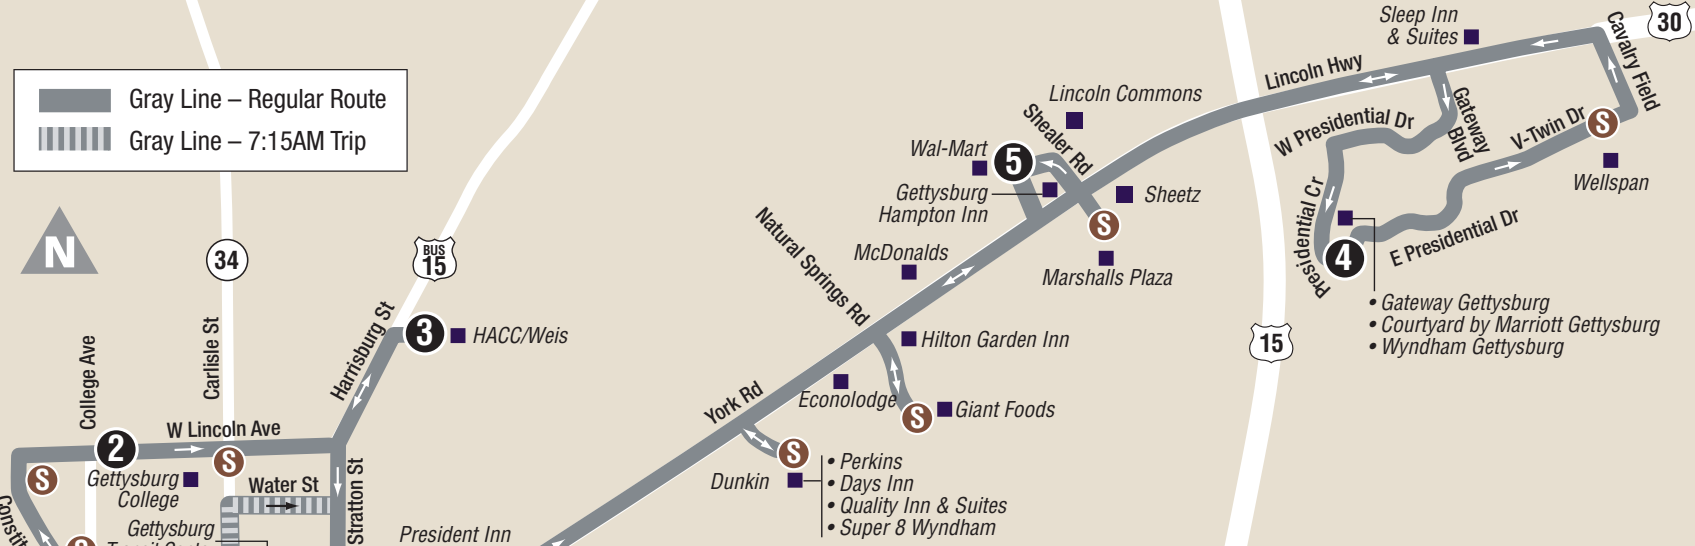 Gray Line – Regular Route
Gray Line – 7:15AM Trip
N
34
BUS
15
College Ave
Carlisle St
Harrisburg St
3
HACC/Weis
2
W Lincoln Ave
S
S
Gettysburg
College
Water St
Stratton St
Gettysburg
S
President Inn
York Rd
Dunkin
S
• Perkins
• Days Inn
• Quality Inn & Suites
• Super 8 Wyndham
Econolodge
S
Giant Foods
Hilton Garden Inn
Natural Springs Rd
McDonalds
Wal-Mart
5
Gettysburg
Hampton Inn
Lincoln Commons
Shealer Rd
Sheetz
S
Marshalls Plaza
15
Lincoln Hwy
Sleep Inn
& Suites
30
Cavalry Field
Gateway
Blvd
W Presidential Dr
V-Twin Dr
S
Wellspan
Presidential Cr
4
E Presidential Dr
• Gateway Gettysburg
• Courtyard by Marriott Gettysburg
• Wyndham Gettysburg